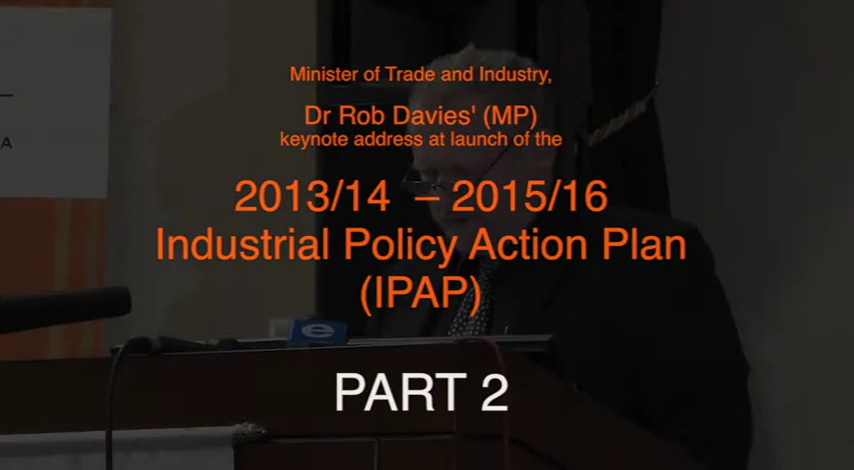 Minister of Trade and Industry,
Dr Rob Davies' (MP)
keynote address at launch of the
2013/14 – 2015/16
Industrial Policy Action Plan
(IPAP)
A
e
PART 2